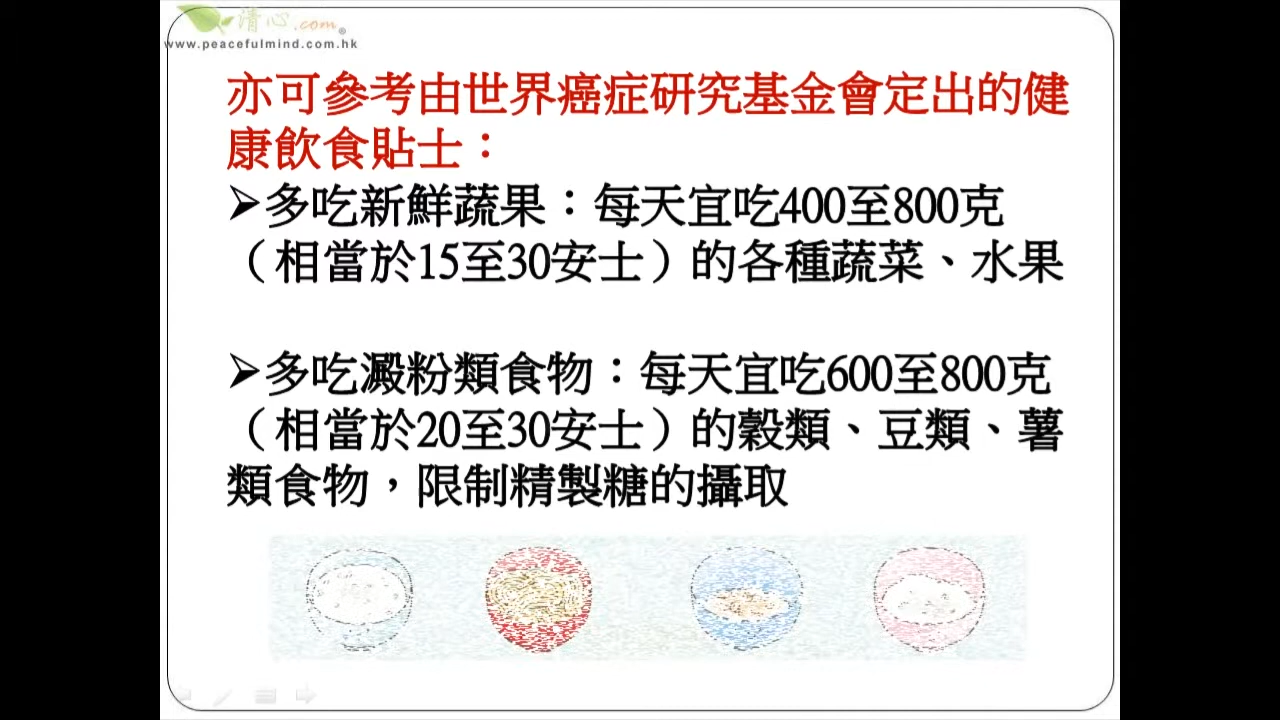 清心.com®
www.peacefulmind.com.hk
亦可參考由世界癌症研究基金會定出的健
康飲食貼士：
➢多吃新鮮蔬果：每天宜吃400至800克
（相當於15至30安士）的各種蔬菜、水果
➢多吃澱粉類食物：每天宜吃600至800克
（相當於20至30安士）的穀類、豆類、薯
類食物，限制精製糖的攝取